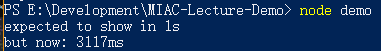 PS E:\Development\MIAC-Lecture-Demo> node demo
expected to show in 1s
but now: 3117ms